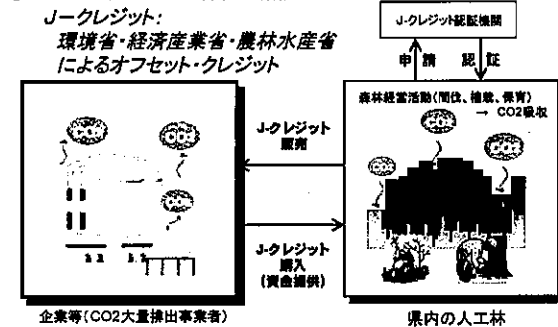 J-クレジット:
環境省・経済産業省・農林水産省
によるオフセット・クレジット
J-クレジット認証機関
申請 認証
森林経営活動(間伐、植栽、保育)
→ CO2吸収
J-クレジット
販売
J-クレジット
購入
(資金提供)
企業等(CO2大量排出事業者)
県内の人工林